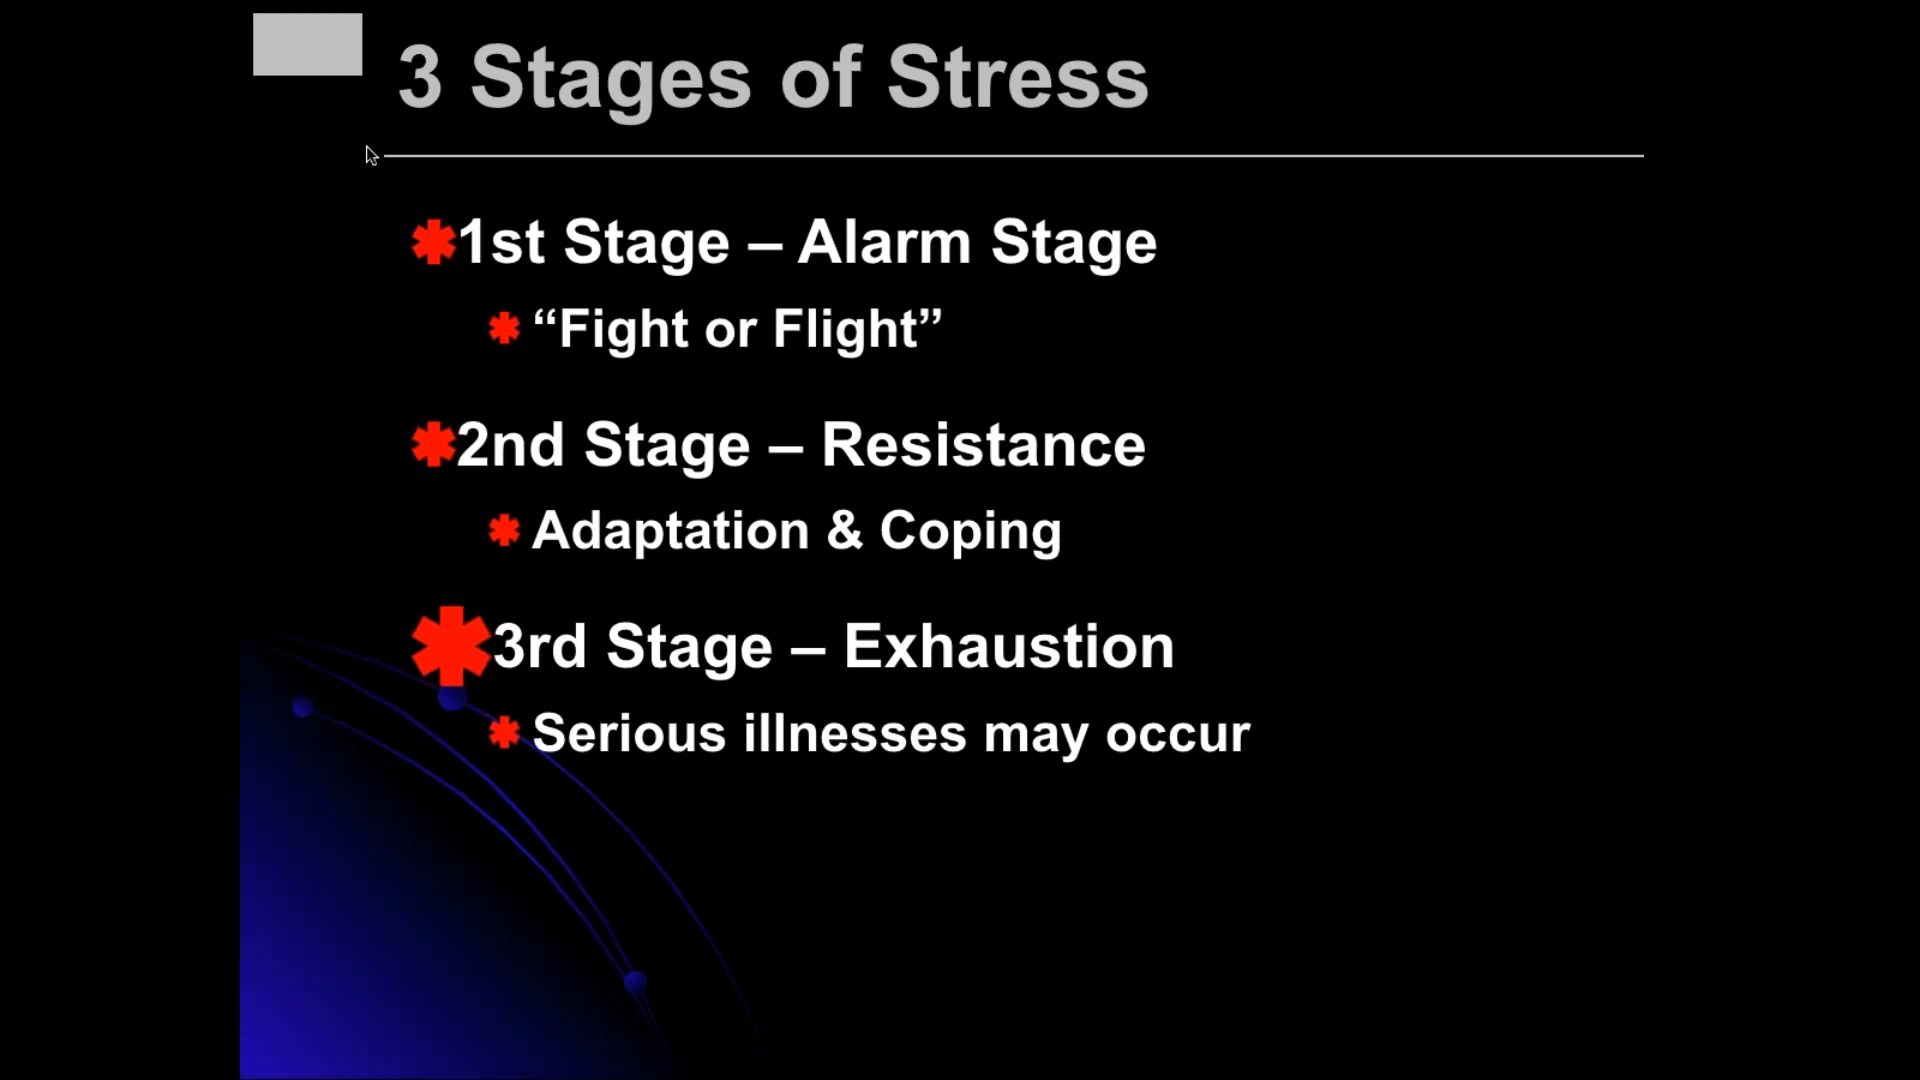 3 Stages of Stress
1st Stage – Alarm Stage
“Fight or Flight”
2nd Stage – Resistance
Adaptation & Coping
3rd Stage – Exhaustion
Serious illnesses may occur